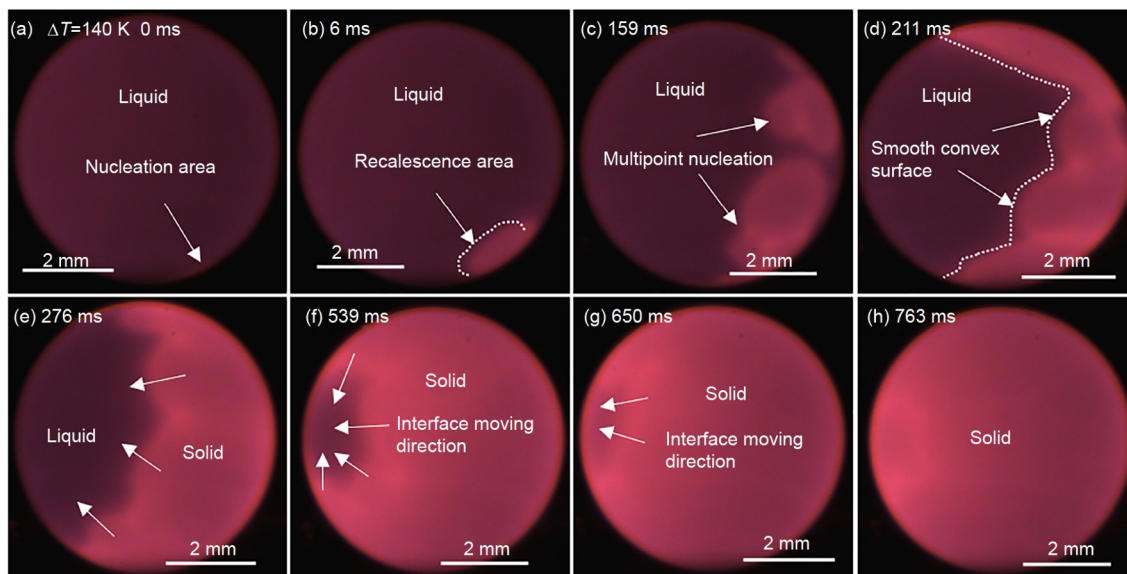 (a) ΔT=140 K 0 ms
Liquid
Nucleation area
2 mm
(b) 6 ms
Liquid
Recalescence area
2 mm
(c) 159 ms
Liquid
Multipoint nucleation
2 mm
(d) 211 ms
Liquid
Smooth convex
surface
2 mm
(e) 276 ms
Liquid
Solid
2 mm
(f) 539 ms
Solid
Interface moving
direction
2 mm
(g) 650 ms
Solid
Interface moving
direction
2 mm
(h) 763 ms
Solid
2 mm